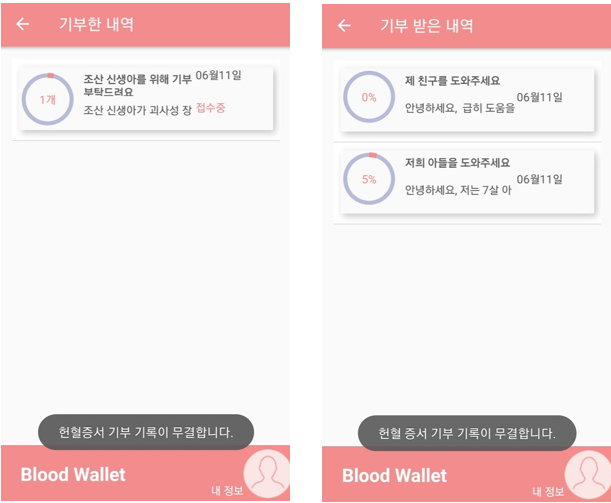 기부한 내역
1개
조산 신생아를 위해 기부
부탁드려요
06월11일
조산 신생아가 괴사성 장
접수중
헌혈증서 기부 기록이 무결합니다.
Blood Wallet
내 정보
기부 받은 내역
0%
제 친구를 도와주세요
06월11일
안녕하세요, 급히 도움을
5%
저희 아들을 도와주세요
06월11일
안녕하세요, 저는 7살 아
헌혈 증서 기부 기록이 무결합니다.
Blood Wallet
내 정보